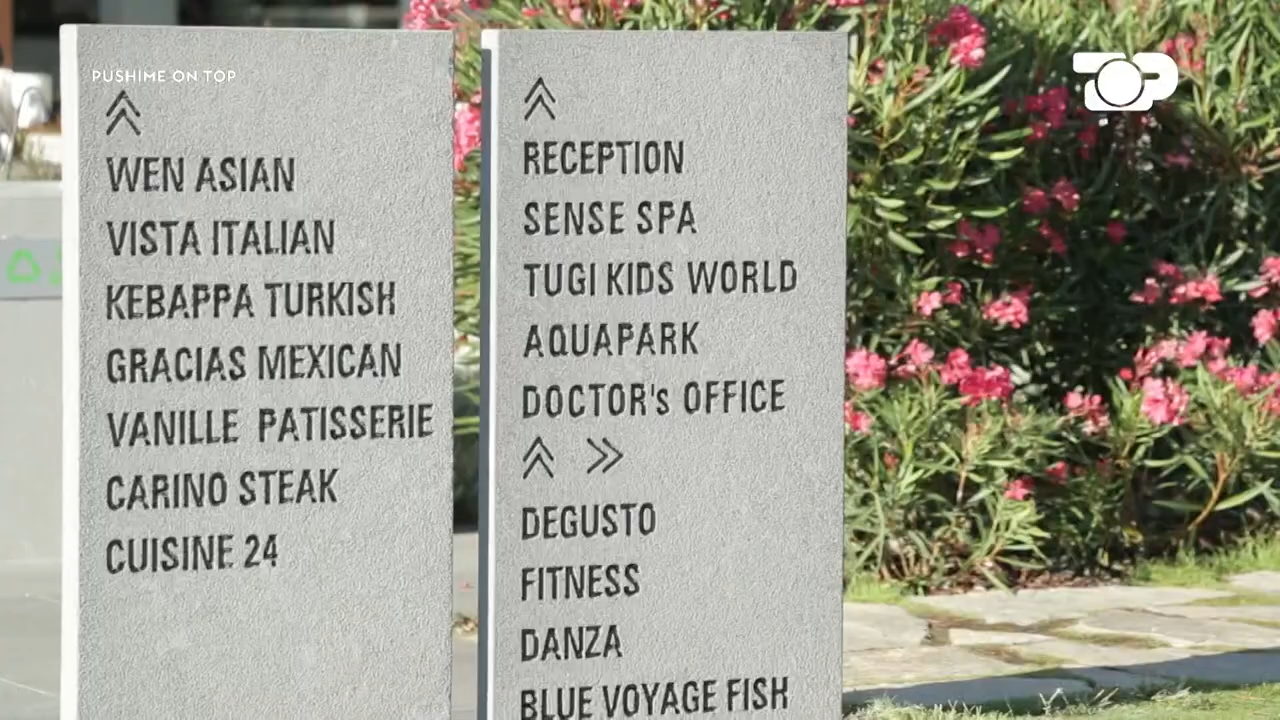 PUSHIME ON TOP
TOP
WEN ASIAN
VISTA ITALIAN
KEBAPPA TURKISH
GRACIAS MEXICAN
VANILLE PATISSERIE
CARINO STEAK
CUISINE 24
RECEPTION
SENSE SPA
TUGI KIDS WORLD
AQUAPARK
DOCTOR's OFFICE
DEGUSTO
FITNESS
DANZA
BLUE VOYAGE FISH